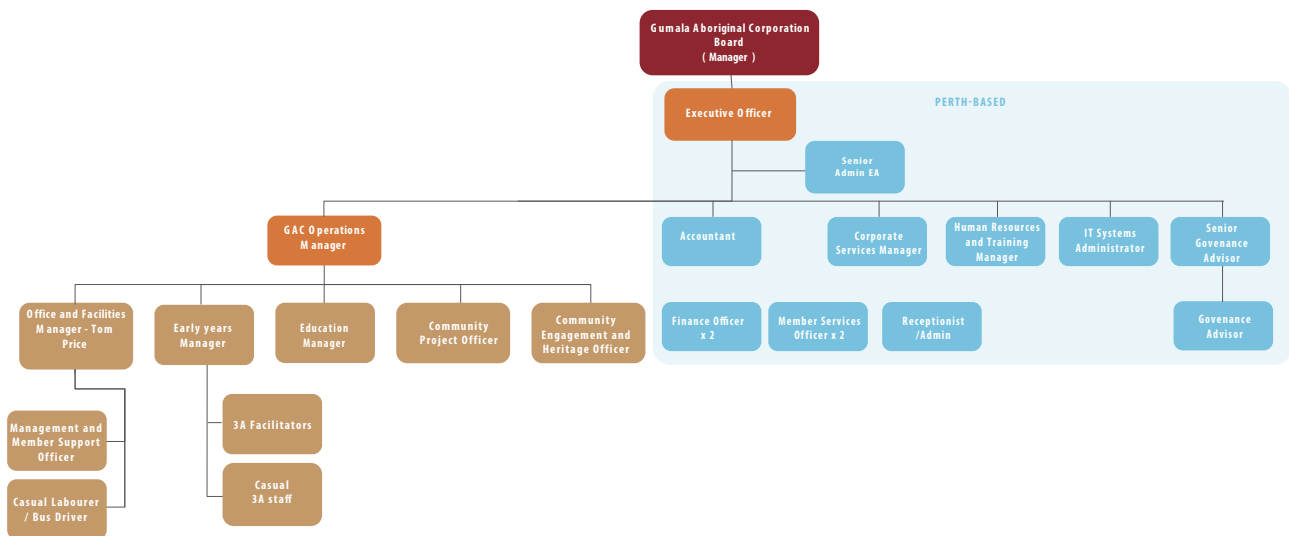 Gumala Aboriginal Corporation
Board
( Manager )
PERTH-BASED
Executive Officer
Senior
Admin EA
GAC Operations
Manager
Accountant
Corporate
Services Manager
Human Resources
and Training
Manager
IT Systems
Administrator
Senior
Govenance
Advisor
Office and Facilities
Manager - Tom
Price
Early years
Manager
Education
Manager
Community
Project Officer
Community
Engagement and
Heritage Officer
Finance Officer
x 2
Member Services
Officer x 2
Receptionist
/Admin
Govenance
Advisor
3A Facilitators
Management and
Member Support
Officer
Casual
3A staff
Casual Labourer
/ Bus Driver